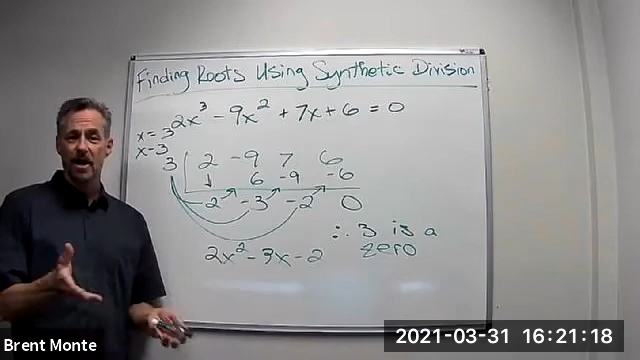 Finding Roots Using Synthetic Division
2x³ - 9x² + 7x + 6 = 0
x = 3
x - 3
3 2 -9 7 6
↓ 6 -9 -6
2 -3 -2 0
∴ 3 is a
zero
2x² - 3x - 2
Brent Monte
2021-03-31 16:21:18